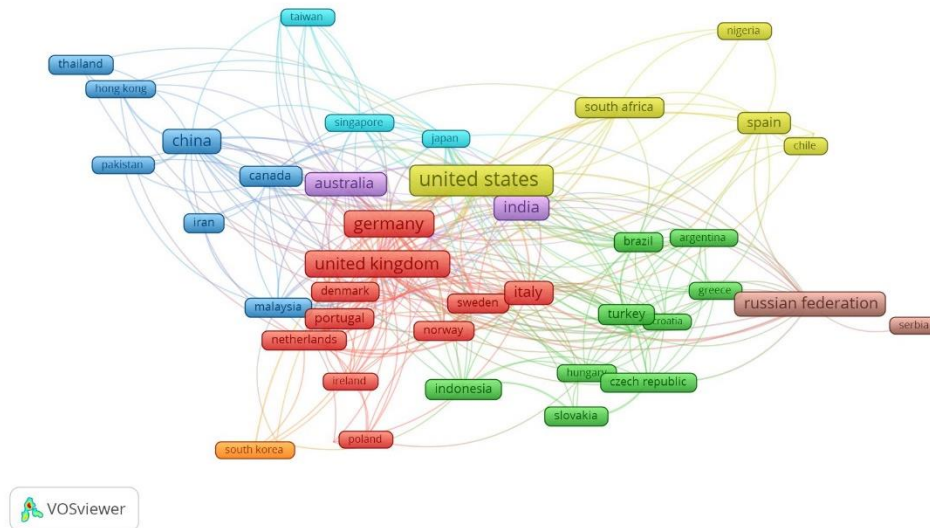 taiwan
nigeria
thailand
hong kong
south africa
singapore
spain
japan
china
chile
pakistan
canada
australia
united states
india
iran
germany
brazil
argentina
united kingdom
denmark
italy
greece
sweden
russian federation
malaysia
portugal
turkey
croatia
serbia
norway
netherlands
hungary
ireland
czech republic
indonesia
slovakia
poland
south korea
VOSviewer